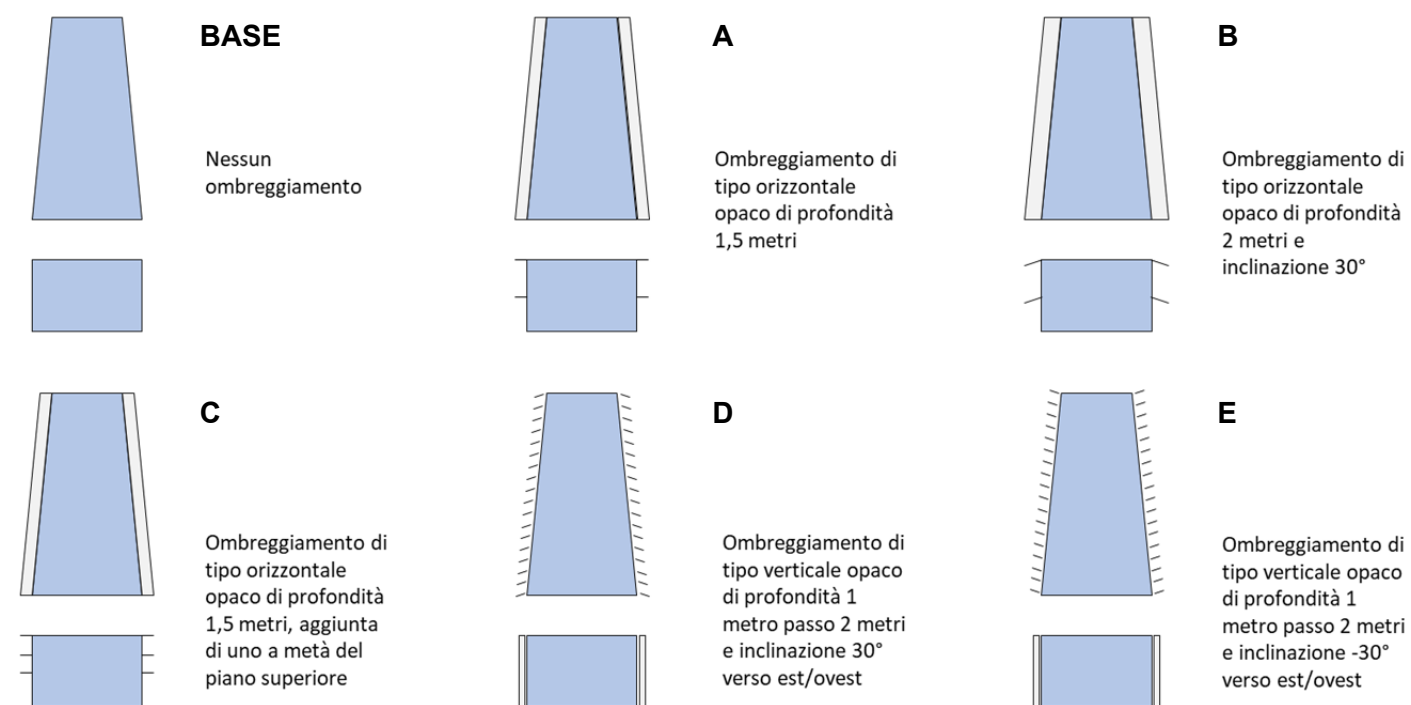 BASE
Nessun
ombreggiamento
A
Ombreggiamento di
tipo orizzontale
opaco di profondità
1,5 metri
B
Ombreggiamento di
tipo orizzontale
opaco di profondità
2 metri e
inclinazione 30°
C
Ombreggiamento di
tipo orizzontale
opaco di profondità
1,5 metri, aggiunta
di uno a metà del
piano superiore
D
Ombreggiamento di
tipo verticale opaco
di profondità 1
metro passo 2 metri
e inclinazione 30°
verso est/ovest
E
Ombreggiamento di
tipo verticale opaco
di profondità 1
metro passo 2 metri
e inclinazione -30°
verso est/ovest